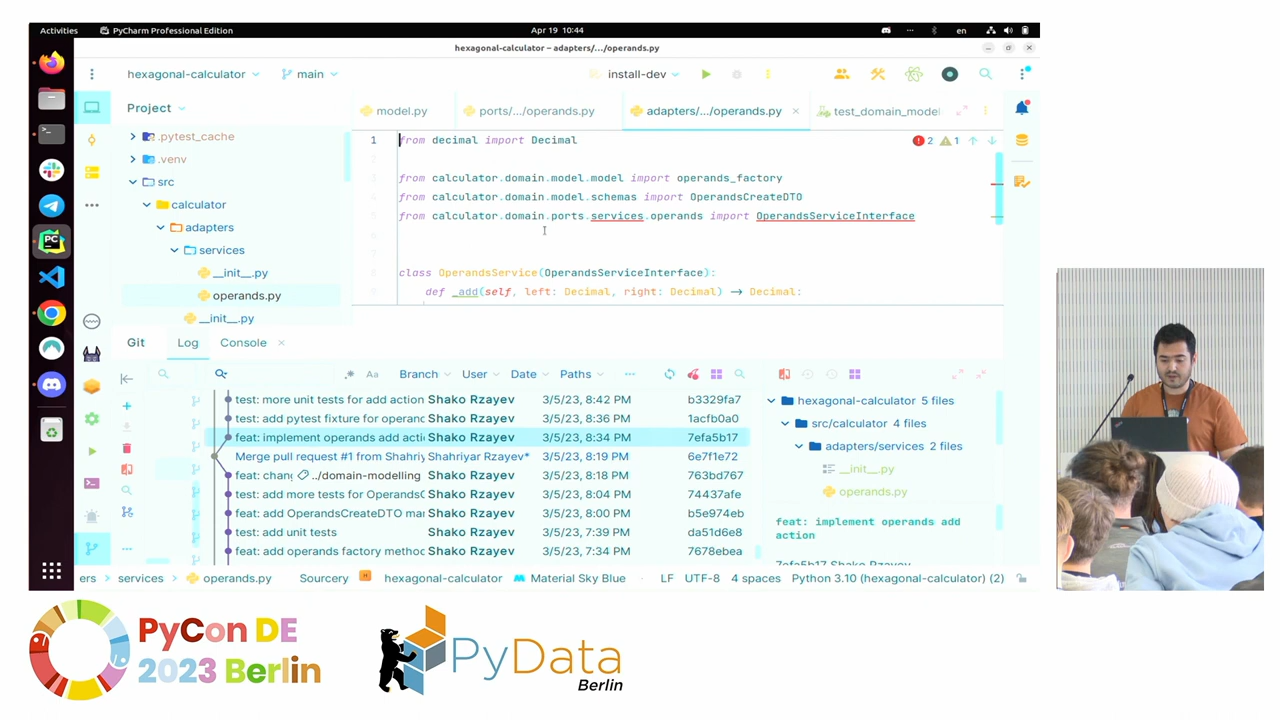 Activities PyCharm Professional Edition Apr 19 10:44 en
hexagonal-calculator – adapters/.../operands.py
hexagonal-calculator main install-dev
Project model.py ports/.../operands.py adapters/.../operands.py test_domain_model
.pytest_cache
.venv
src
calculator
adapters
services
__init__.py
operands.py
__init__.py
1 from decimal import Decimal 2 1
from calculator.domain.model.model import operands_factory
from calculator.domain.model.schemas import OperandsCreateDTO
from calculator.domain.ports.services.operands import OperandsServiceInterface
class OperandsService(OperandsServiceInterface):
def _add(self, left: Decimal, right: Decimal) → Decimal:
Git Log Console
Aa Branch User Date Paths
test: more unit tests for add action Shako Rzayev 3/5/23, 8:42 PM b3329fa7
test: add pytest fixture for operanc Shako Rzayev 3/5/23, 8:36 PM 1acfb0a0
feat: implement operands add acti Shako Rzayev 3/5/23, 8:34 PM 7efa5b17
Merge pull request #1 from Shahriy Shahriyar Rzayev* 3/5/23, 8:19 PM 6e7f1e72
feat: chang ../domain-modelling Shako Rzayev 3/5/23, 8:18 PM 763bd767
test: add more tests for OperandsC Shako Rzayev 3/5/23, 8:04 PM 74437afe
feat: add OperandsCreateDTO mar Shako Rzayev 3/5/23, 8:00 PM b5e974eb
test: add unit tests Shako Rzayev 3/5/23, 7:39 PM da51d6e8
feat: add operands factory methoc Shako Rzayev 3/5/23, 7:34 PM 7678ebea
hexagonal-calculator 5 files
src/calculator 4 files
adapters/services 2 files
__init__.py
operands.py
feat: implement operands add
action
7efa5b17 Shako Rzayev
ers services operands.py Sourcery hexagonal-calculator Material Sky Blue LF UTF-8 4 spaces Python 3.10 (hexagonal-calculator) (2)
PyCon DE
2023 Berlin
PyData
Berlin